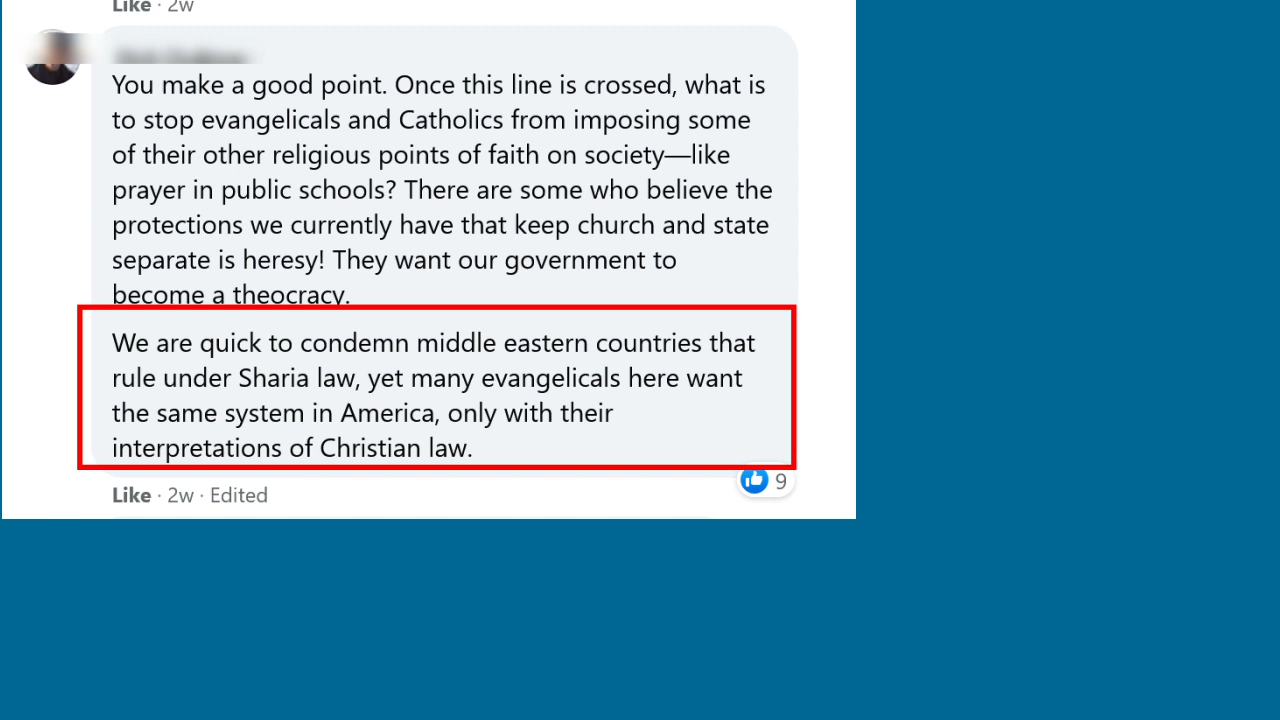 Like · 2w
You make a good point. Once this line is crossed, what is
to stop evangelicals and Catholics from imposing some
of their other religious points of faith on society—like
prayer in public schools? There are some who believe the
protections we currently have that keep church and state
separate is heresy! They want our government to
become a theocracy.
We are quick to condemn middle eastern countries that
rule under Sharia law, yet many evangelicals here want
the same system in America, only with their
interpretations of Christian law.
9
Like · 2w · Edited